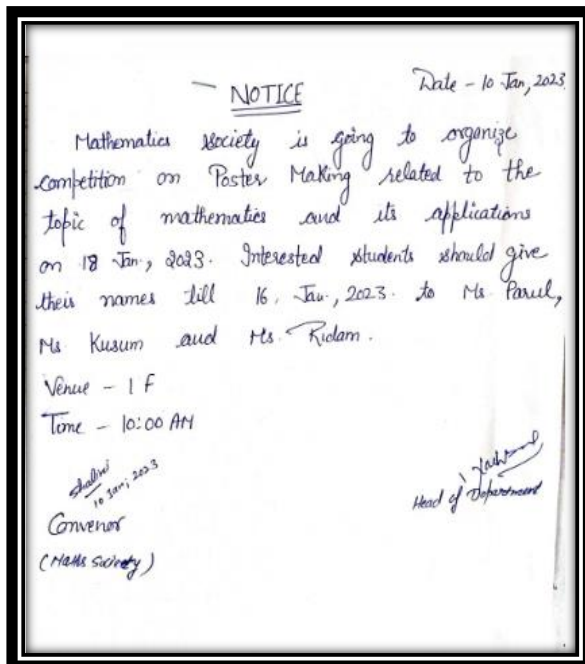 Date - 10 Jan, 2023
NOTICE
Mathematics society is going to organize
competition on Poster Making related to the
topic of mathematics and its applications
on 18 Jan, 2023. Interested students should give
their names till 16, Jan, 2023. to Ms. Parul,
Ms Kusum and Ms. Ridam.
Venue - 1 F
Time - 10:00 AM
Shalini
10 Jan, 2023
Head of Department
Convenor
(Maths Society)